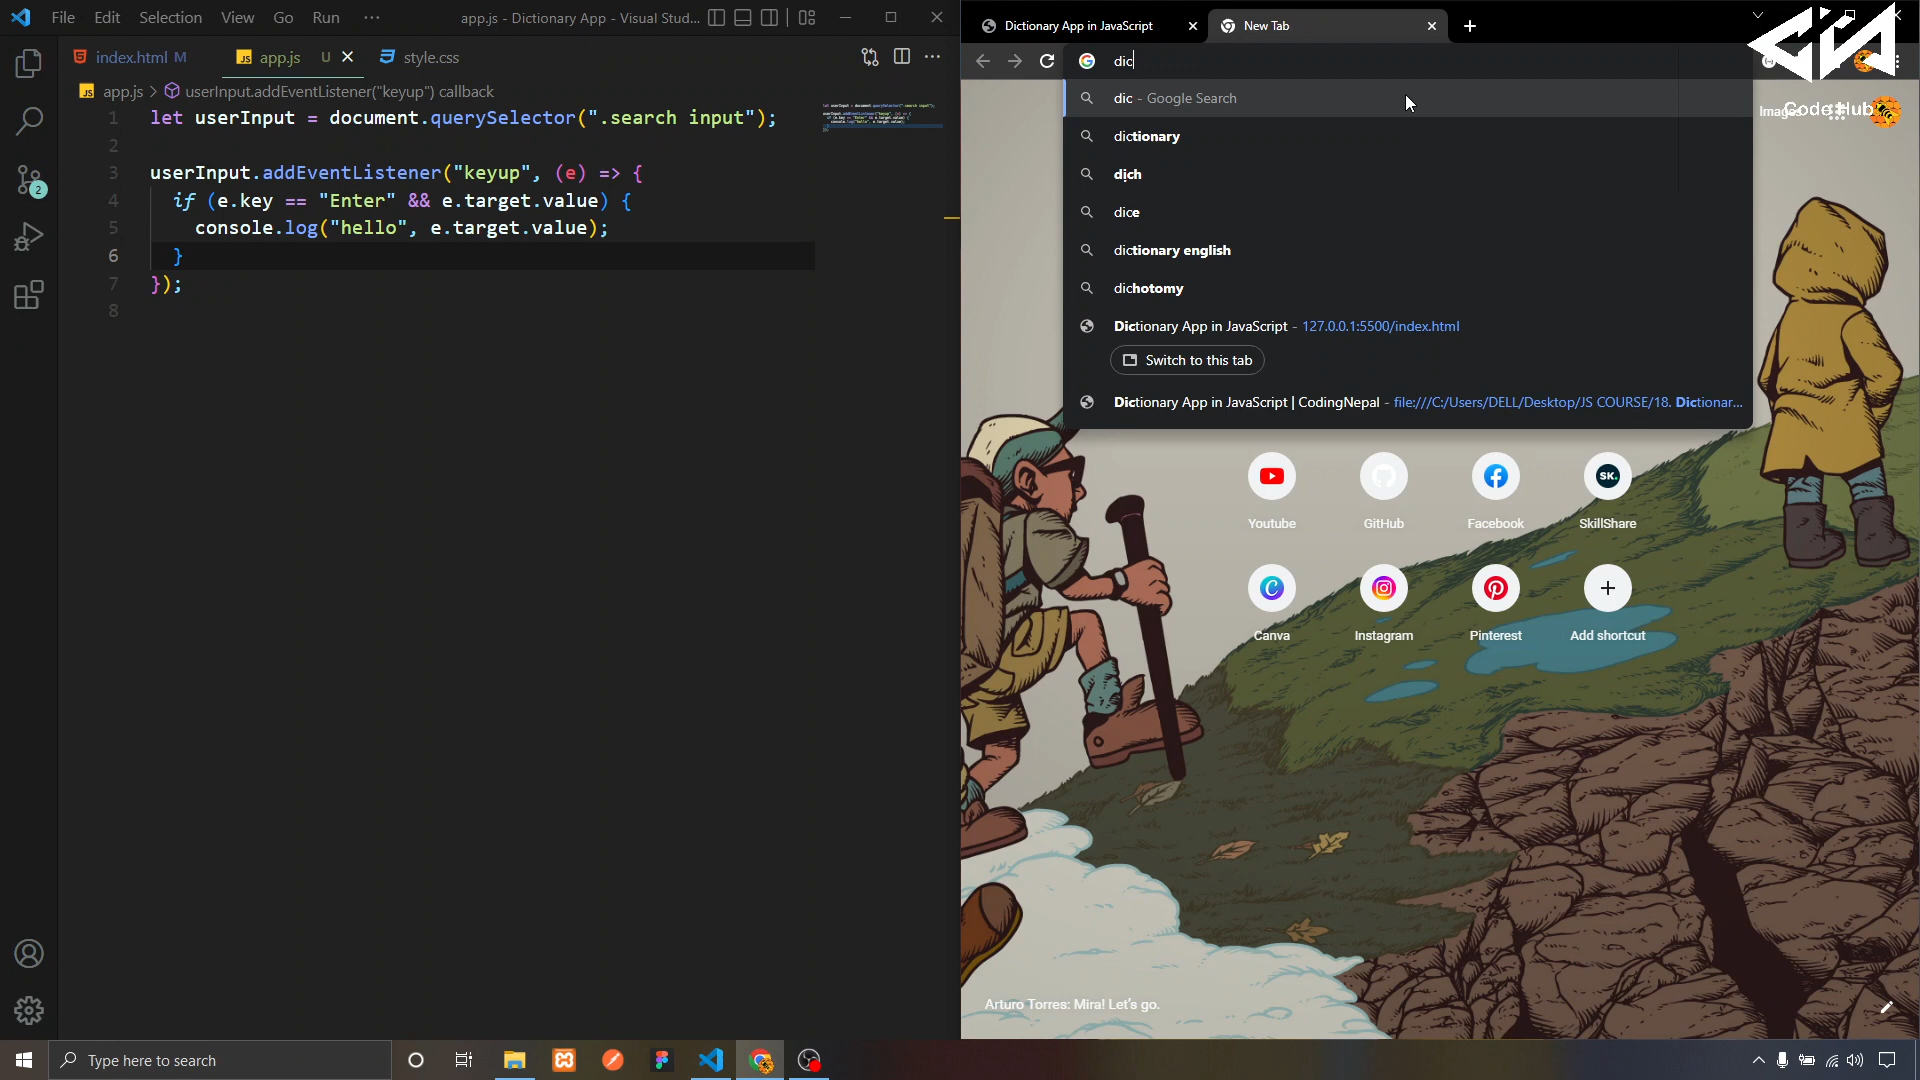 File Edit Selection View Go Run ··· app.js - Dictionary App - Visual Stud...
index.html M app.js U style.css
app.js > userInput.addEventListener("keyup") callback
1 let userInput = document.querySelector(".search input");
2
3 userInput.addEventListener("keyup", (e) => {
4 if (e.key == "Enter" && e.target.value) {
5 console.log("hello", e.target.value);
6 }
7 });
8
2
Dictionary App in JavaScript New Tab
dic
dic - Google Search
dictionary
dịch
dice
dictionary english
dichotomy
Dictionary App in JavaScript - 127.0.0.1:5500/index.html
Switch to this tab
Dictionary App in JavaScript | CodingNepal - file:///C:/Users/DELL/Desktop/JS COURSE/18. Dictionar...
Images
Code Hub
SK.
Youtube GitHub Facebook SkillShare
Canva Instagram Pinterest Add shortcut
Arturo Torres: Mira! Let's go.
Type here to search